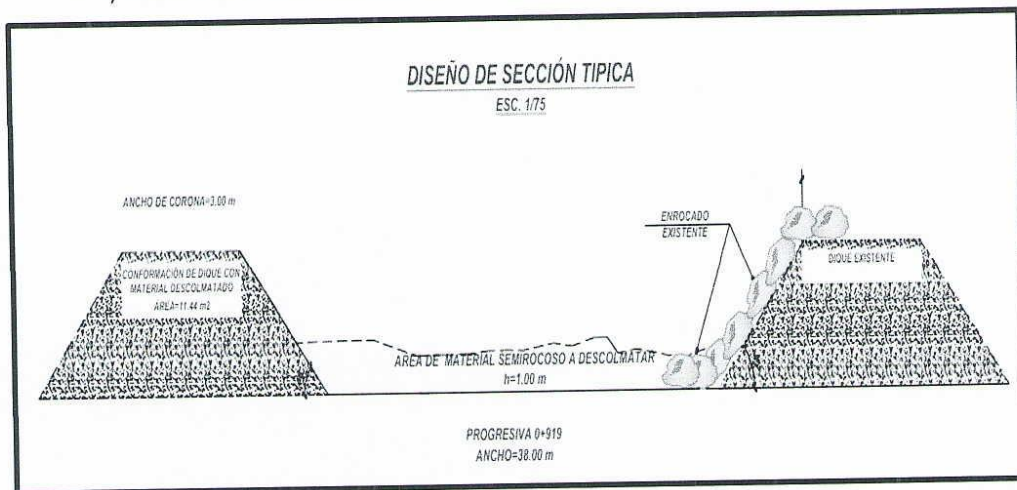 DISEÑO DE SECCIÓN TIPICA
ESC. 1/75
ANCHO DE CORONA=3.00 m
CONFORMACIÓN DE DIQUE CON
MATERIAL DESCOLMATADO
AREA=11.44 m2
ENROCADO
EXISTENTE
DIQUE EXISTENTE
AREA DE MATERIAL SEMIROCOSO A DESCOLMATAR
h=1.00 m
PROGRESIVA 0+919
ANCHO=38.00 m